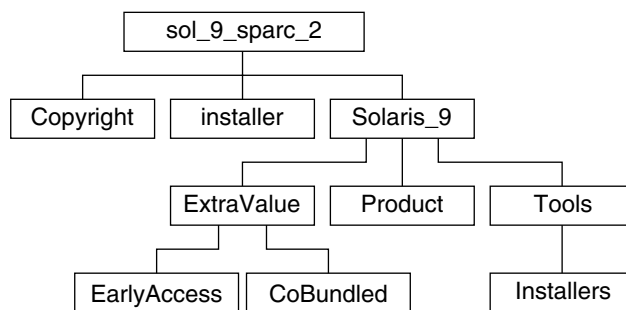 sol_9_sparc_2
Copyright
installer
Solaris_9
ExtraValue
Product
Tools
EarlyAccess
CoBundled
Installers